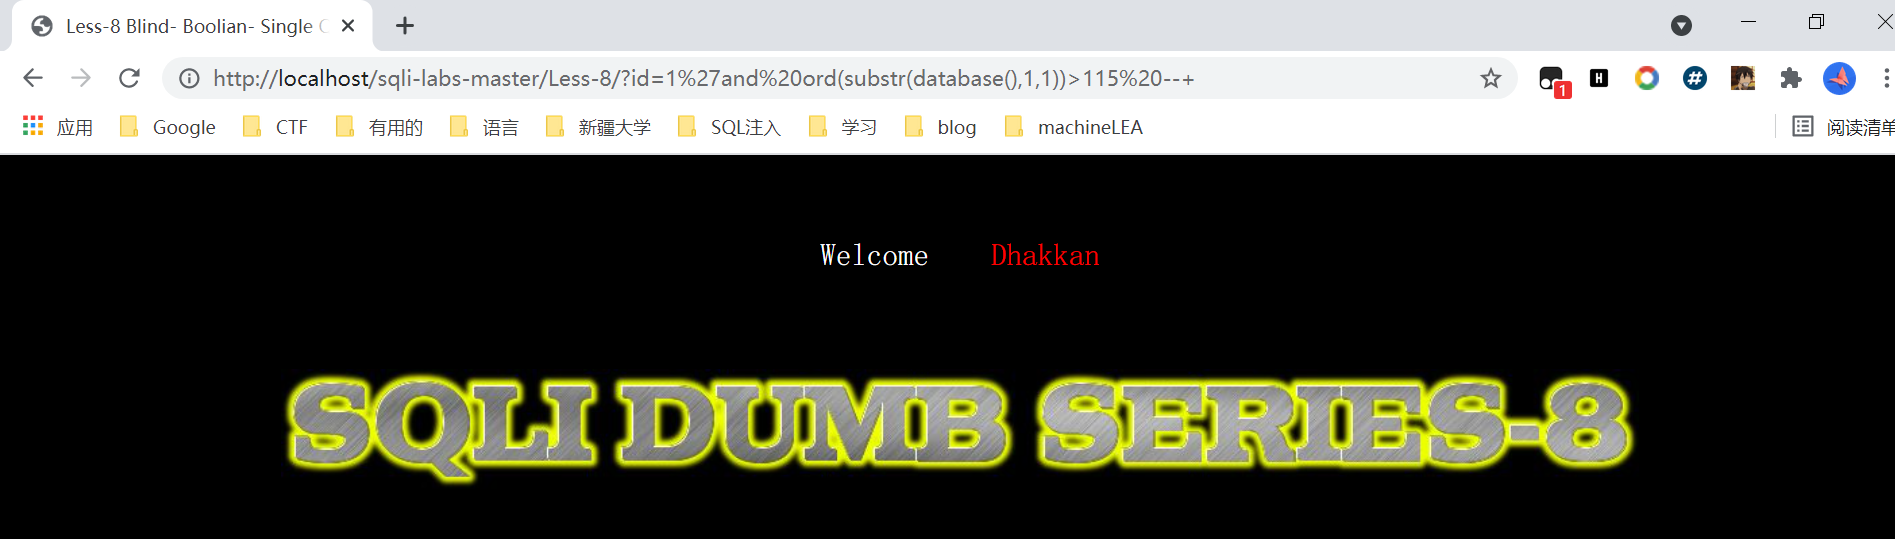 Less-8 Blind- Boolian- Single
http://localhost/sqli-labs-master/Less-8/?id=1%27and%20ord(substr(database(),1,1))>115%20--+
1
H
#
应用 Google CTF 有用的 语言 新疆大学 SQL注入 学习 blog machineLEA 阅读清单
Welcome Dhakkan
SQLI DUMB SERIES-8